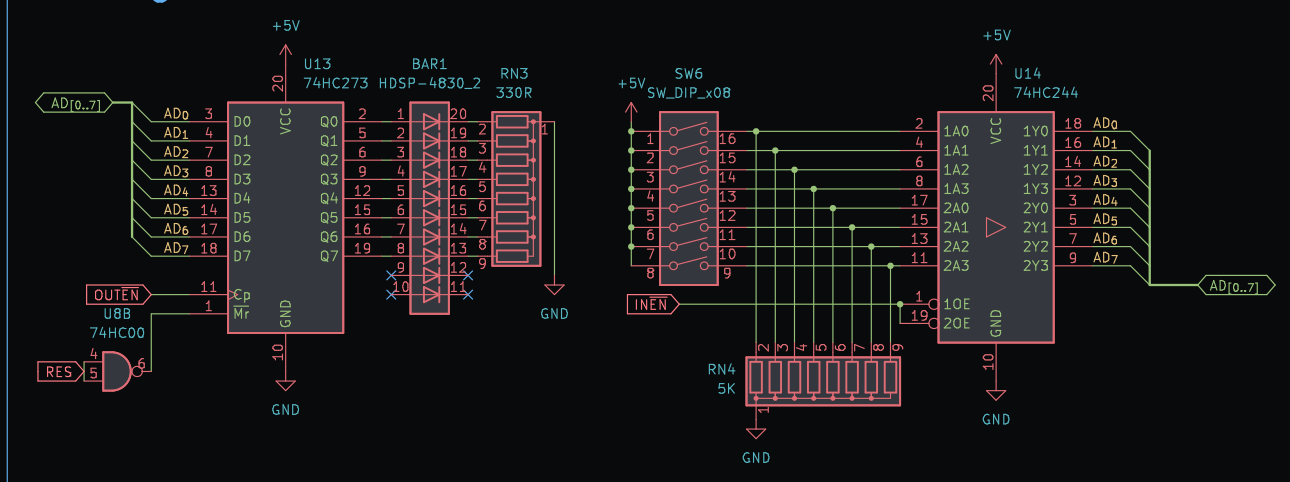 +5V
U13
74HC273
20
VCC
AD[0..7]
AD0 3 D0
AD1 4 D1
AD2 7 D2
AD3 8 D3
AD4 13 D4
AD5 14 D5
AD6 17 D6
AD7 18 D7
Q0 2
Q1 5
Q2 6
Q3 9
Q4 12
Q5 15
Q6 16
Q7 19
OUTEN 11 Cp
1 Mr
GND
10
GND
U8B
74HC00
RES
4
5
6
BAR1
HDSP-4830_2
1 20
2 19
3 18
4 17
5 16
6 15
7 14
8 13
9 12
10 11
RN3
330R
1
2
3
4
5
6
7
8
9
GND
+5V
SW6
SW_DIP_x08
1 16
2 15
3 14
4 13
5 12
6 11
7 10
8 9
INEN
RN4
5K
2 3 4 5 6 7 8 9
1
GND
+5V
U14
74HC244
20
VCC
2 1A0
4 1A1
6 1A2
8 1A3
17 2A0
15 2A1
13 2A2
11 2A3
1 1OE
19 2OE
1Y0 18 AD0
1Y1 16 AD1
1Y2 14 AD2
1Y3 12 AD3
2Y0 3 AD4
2Y1 5 AD5
2Y2 7 AD6
2Y3 9 AD7
AD[0..7]
GND
10
GND